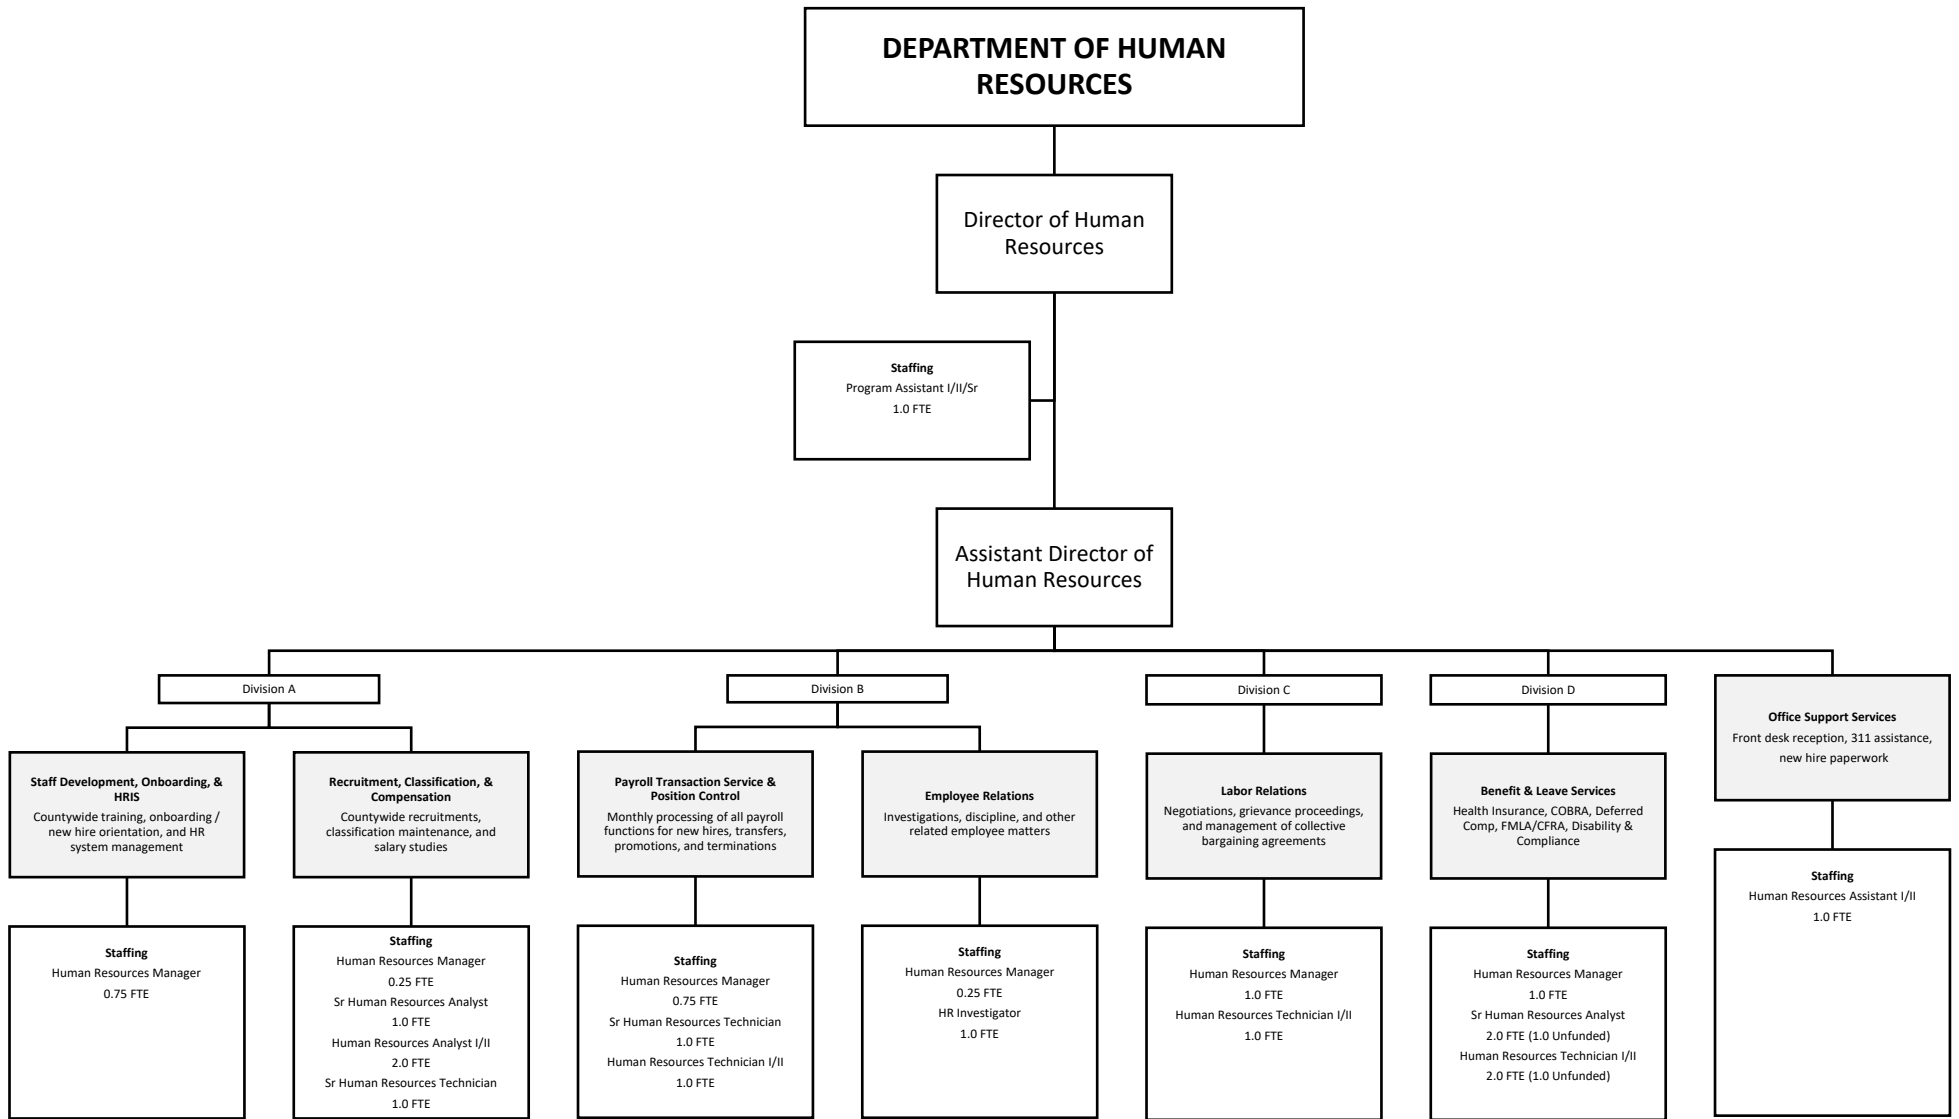 DEPARTMENT OF HUMAN
RESOURCES
Director of Human
Resources
Staffing
Program Assistant I/II/Sr
1.0 FTE
Assistant Director of
Human Resources
Division A
Staff Development, Onboarding, &
HRIS
Countywide training, onboarding /
new hire orientation, and HR
system management
Staffing
Human Resources Manager
0.75 FTE
Recruitment, Classification, &
Compensation
Countywide recruitments,
classification maintenance, and
salary studies
Staffing
Human Resources Manager
0.25 FTE
Sr Human Resources Analyst
1.0 FTE
Human Resources Analyst I/II
2.0 FTE
Sr Human Resources Technician
1.0 FTE
Division B
Payroll Transaction Service &
Position Control
Monthly processing of all payroll
functions for new hires, transfers,
promotions, and terminations
Staffing
Human Resources Manager
0.75 FTE
Sr Human Resources Technician
1.0 FTE
Human Resources Technician I/II
1.0 FTE
Employee Relations
Investigations, discipline, and other
related employee matters
Staffing
Human Resources Manager
0.25 FTE
HR Investigator
1.0 FTE
Division C
Labor Relations
Negotiations, grievance proceedings,
and management of collective
bargaining agreements
Staffing
Human Resources Manager
1.0 FTE
Human Resources Technician I/II
1.0 FTE
Division D
Benefit & Leave Services
Health Insurance, COBRA, Deferred
Comp, FMLA/CFRA, Disability &
Compliance
Staffing
Human Resources Manager
1.0 FTE
Sr Human Resources Analyst
2.0 FTE (1.0 Unfunded)
Human Resources Technician I/II
2.0 FTE (1.0 Unfunded)
Office Support Services
Front desk reception, 311 assistance,
new hire paperwork
Staffing
Human Resources Assistant I/II
1.0 FTE